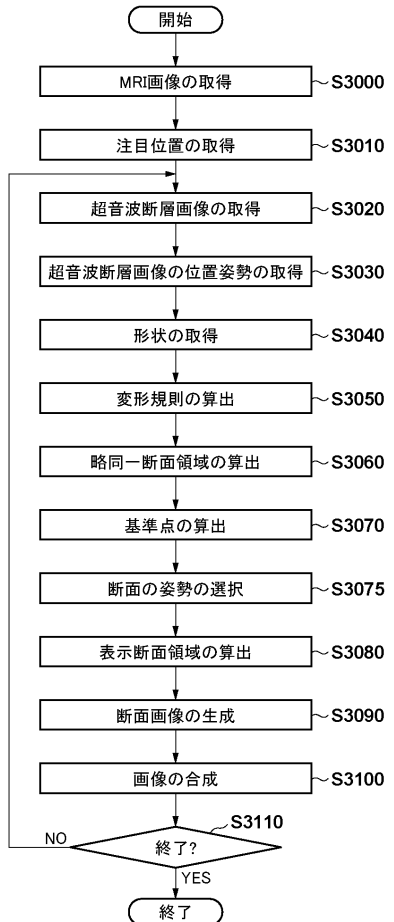 開始
MRI画像の取得 S3000
注目位置の取得 S3010
超音波断層画像の取得 S3020
超音波断層画像の位置姿勢の取得 S3030
形状の取得 S3040
変形規則の算出 S3050
略同一断面領域の算出 S3060
基準点の算出 S3070
断面の姿勢の選択 S3075
表示断面領域の算出 S3080
断面画像の生成 S3090
画像の合成 S3100
S3110
NO 終了?
YES
終了